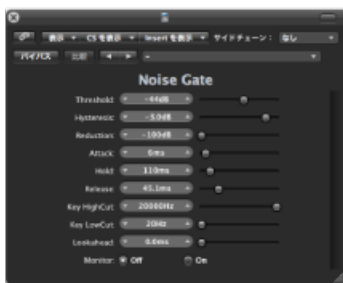 表示 CSを表示 Insertを表示 サイドチェーン: なし
バイパス 比較 -
Noise Gate
Threshold: -44dB
Hysteresis: -3.0dB
Reduction: -100dB
Attack: 6ms
Hold: 110ms
Release: 45.1ms
Key HighCut: 20000Hz
Key LowCut: 20Hz
Lookahead: 0.0ms
Monitor: Off On